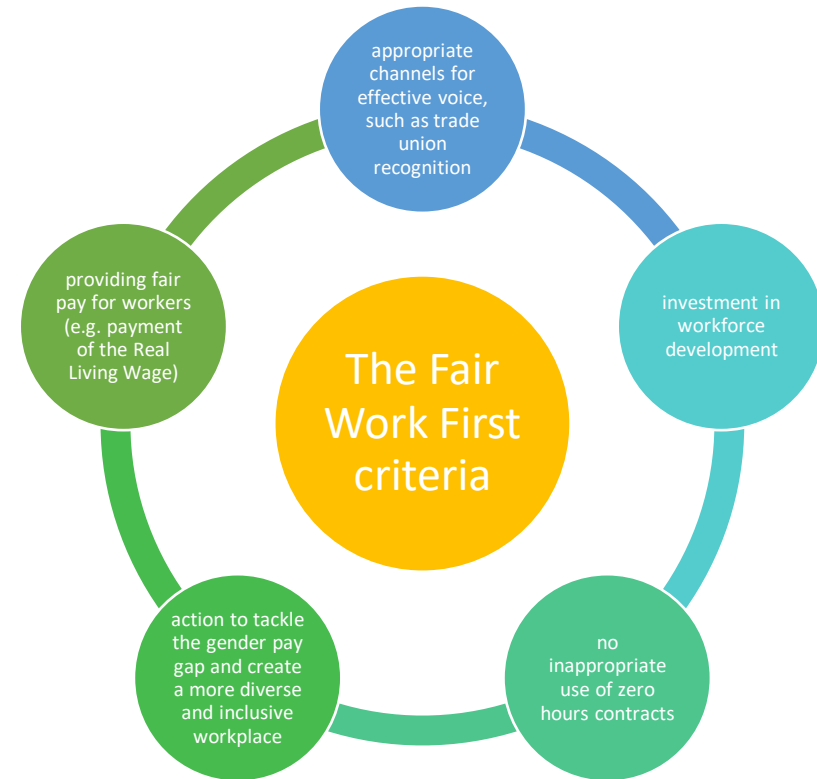 appropriate
channels for
effective voice,
such as trade
union
recognition
investment in
workforce
development
no
inappropriate
use of zero
hours contracts
action to tackle
the gender pay
gap and create
a more diverse
and inclusive
workplace
providing fair
pay for workers
(e.g. payment
of the Real
Living Wage)
The Fair
Work First
criteria